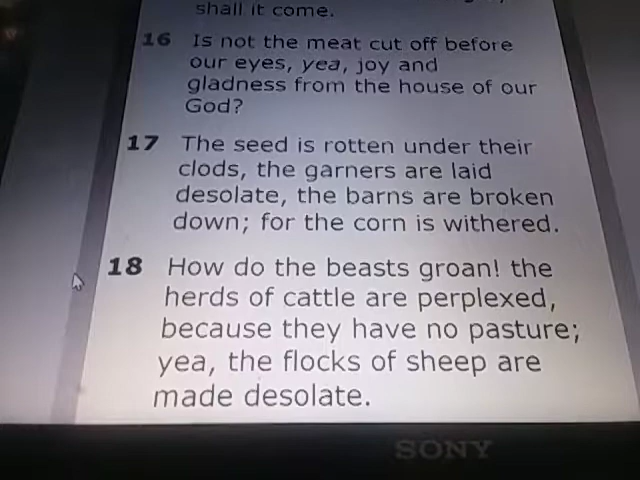 shall it come.
16 Is not the meat cut off before
our eyes, yea, joy and
gladness from the house of our
God?
17 The seed is rotten under their
clods, the garners are laid
desolate, the barns are broken
down; for the corn is withered.
18 How do the beasts groan! the
herds of cattle are perplexed,
because they have no pasture;
yea, the flocks of sheep are
made desolate.
SONY